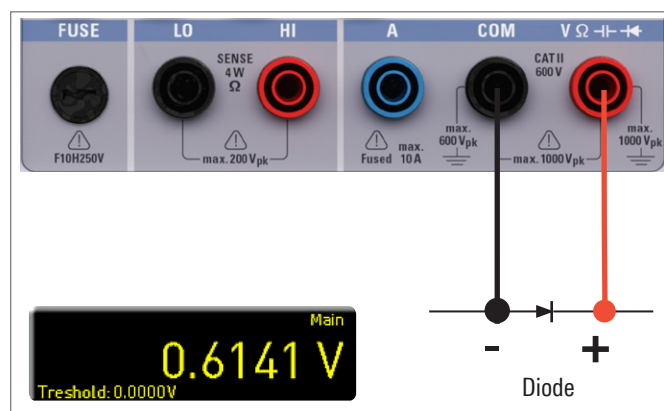 FUSE LO HI A COM V Ω
SENSE
4 W
Ω
CAT II
600 V
F10H250V
max. 200 Vpk
Fused max.
10 A
max.
600 Vpk
max. 1000 Vpk
max.
1000 Vpk
Main
0.6141 V
Treshold: 0.0000V
- +
Diode